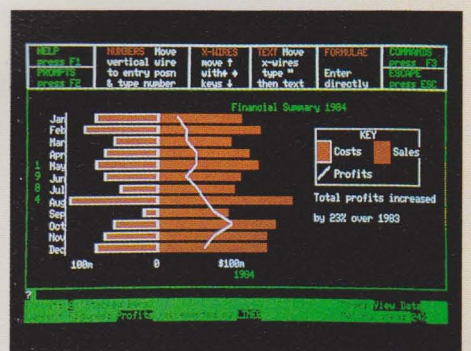 HELP
press F1
PROMPTS
press F2
NUMBERS Move
vertical wire
to entry posn
& type number
X-WIRES
move ↑
with← →
keys ↓
TEXT Move
x-wires
type "
then text
FORMULAE
Enter
directly
COMMANDS
press F3
ESCAPE
press ESC
Financial Summary 1984
Jan
Feb
Mar
Apr
May
Jun
Jul
Aug
Sep
Oct
Nov
Dec
1
9
8
4
KEY
Costs
Sales
Profits
Total profits increased
by 23% over 1983
100m
0
$100m
1984
?
View Data
Profits
LINES